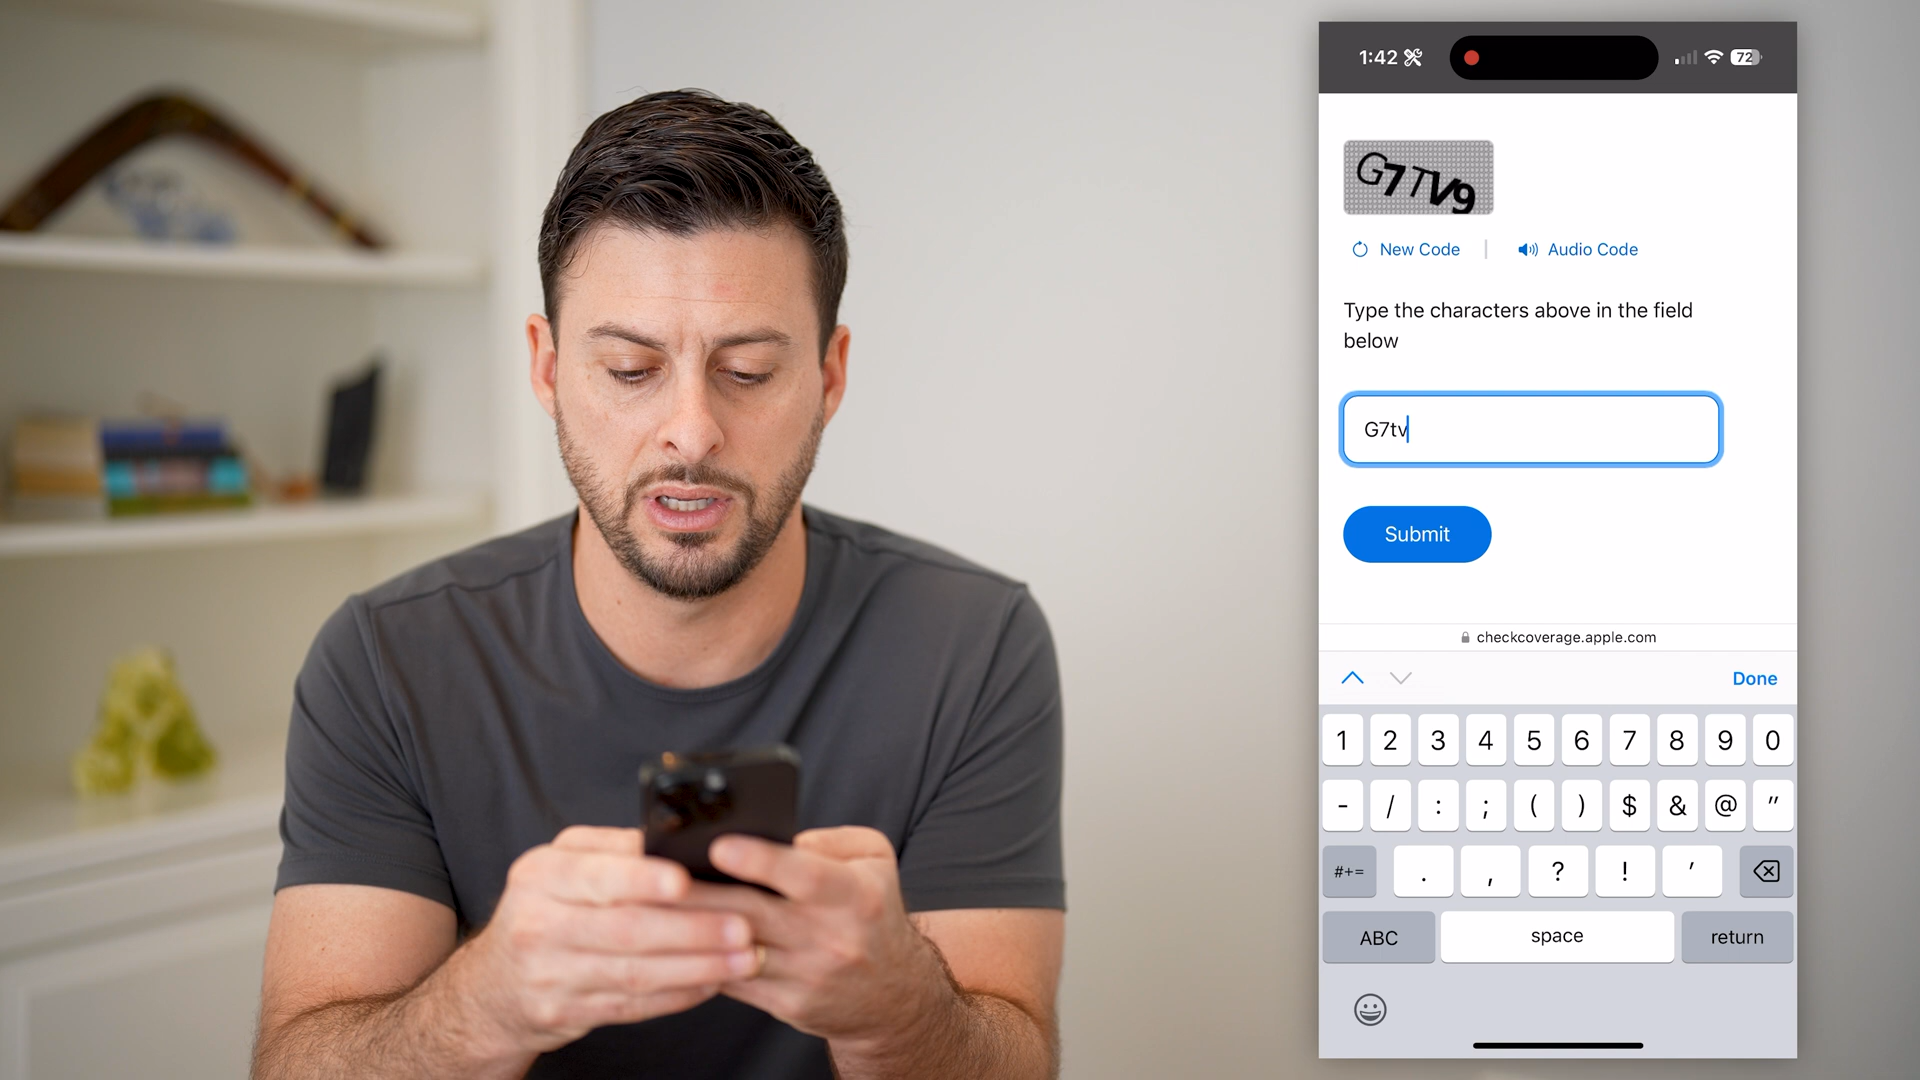 1:42
72
G7TVV9
New Code | Audio Code
Type the characters above in the field
below
G7tv
Submit
checkcoverage.apple.com
Done
1 2 3 4 5 6 7 8 9 0
- / : ; ( ) $ & @ "
#+= . , ? ! '
ABC space return